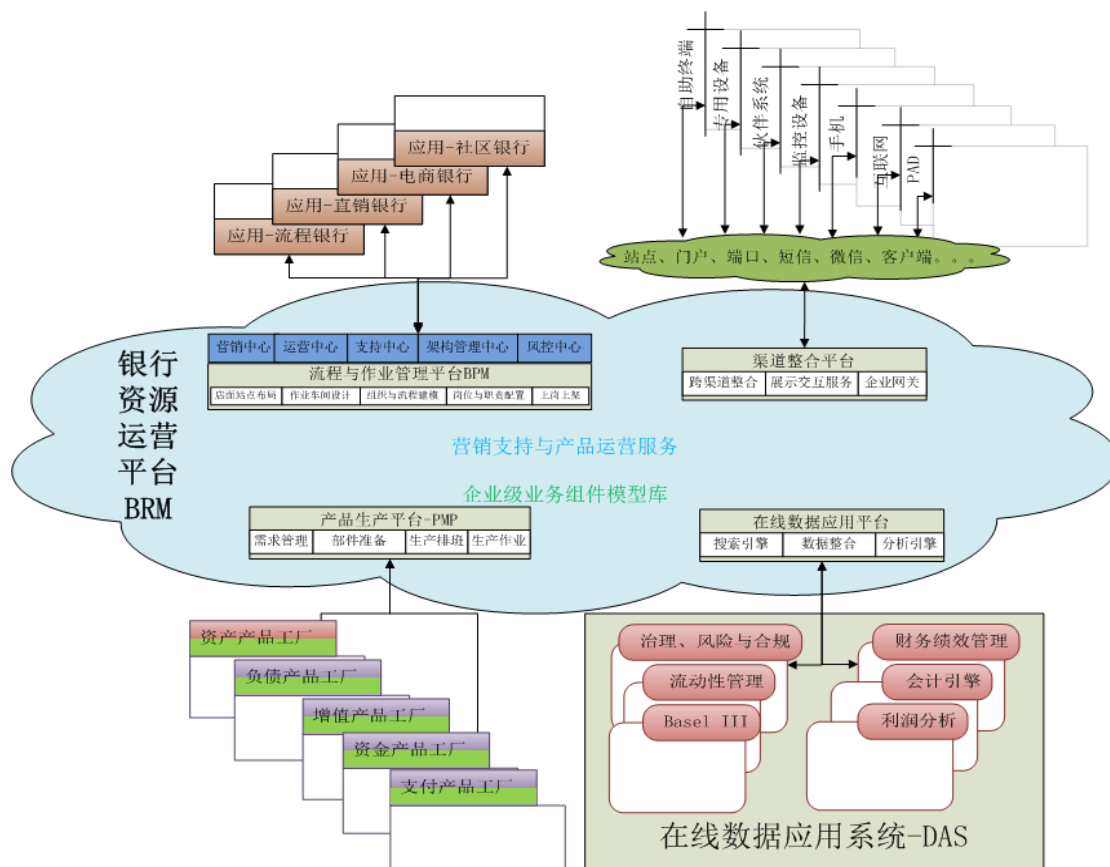 应用-社区银行
应用-电商银行
应用-直销银行
应用-流程银行
自助终端
专用设备
伙伴系统
监控设备
手机
互联网
PAD
站点、门户、端口、短信、微信、客户端。。。
银行
资源
运营
平台
BRM
营销中心 运营中心 支持中心 架构管理中心 风控中心
流程与作业管理平台BPM
店面站点布局 作业车间设计 组织与流程建模 岗位与职责配置 上岗上架
渠道整合平台
跨渠道整合 展示交互服务 企业网关
营销支持与产品运营服务
企业级业务组件模型库
产品生产平台-PMP
需求管理 部件准备 生产排班 生产作业
在线数据应用平台
搜索引擎 数据整合 分析引擎
资产产品工厂
负债产品工厂
增值产品工厂
资金产品工厂
支付产品工厂
治理、风险与合规
流动性管理
Basel III
财务绩效管理
会计引擎
利润分析
在线数据应用系统-DAS